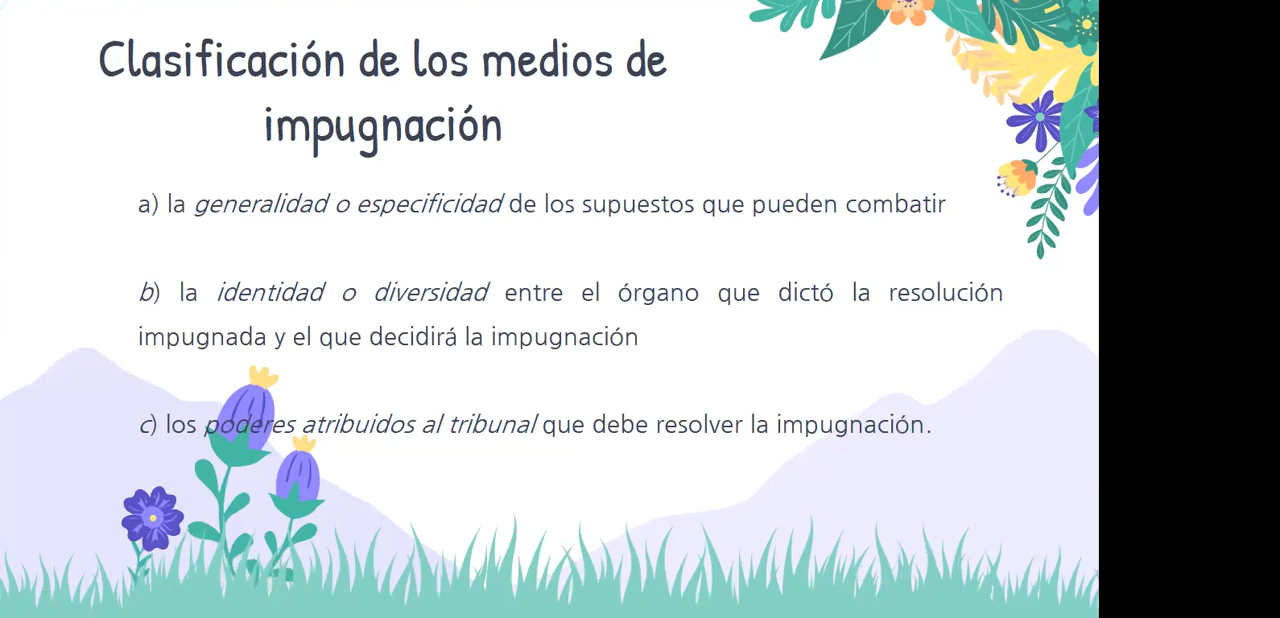 Clasificación de los medios de
impugnación
a) la generalidad o especificidad de los supuestos que pueden combatir
b) la identidad o diversidad entre el órgano que dictó la resolución
impugnada y el que decidirá la impugnación
c) los poderes atribuidos al tribunal que debe resolver la impugnación.